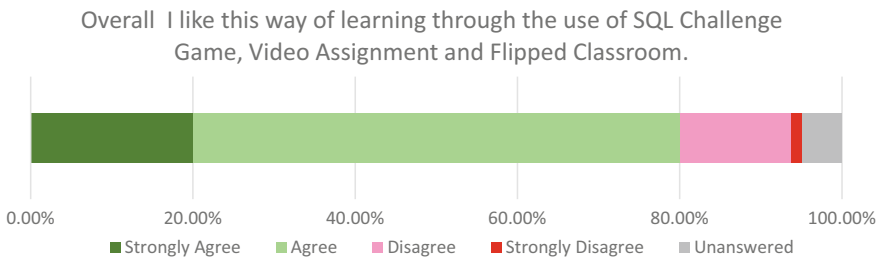 Overall I like this way of learning through the use of SQL Challenge
Game, Video Assignment and Flipped Classroom.
0.00% 20.00% 40.00% 60.00% 80.00% 100.00%
Strongly Agree Agree Disagree Strongly Disagree Unanswered